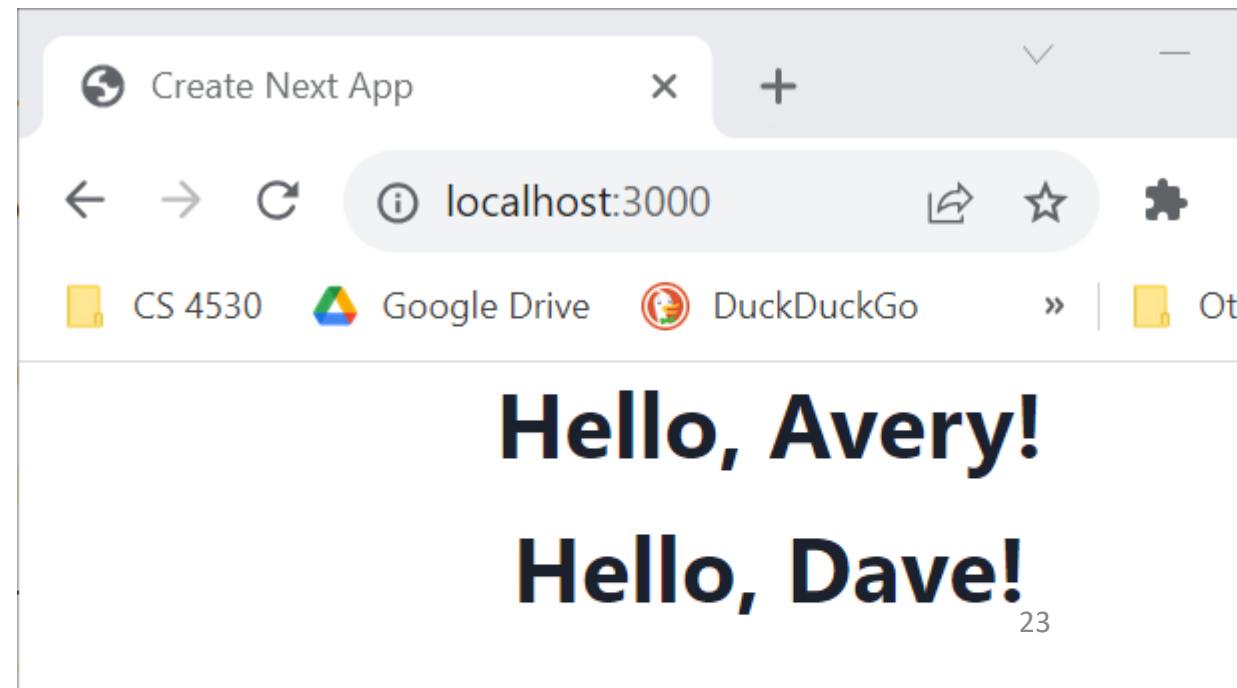 Create Next App
localhost:3000
CS 4530 Google Drive DuckDuckGo » Ot
Hello, Avery!
Hello, Dave!
23